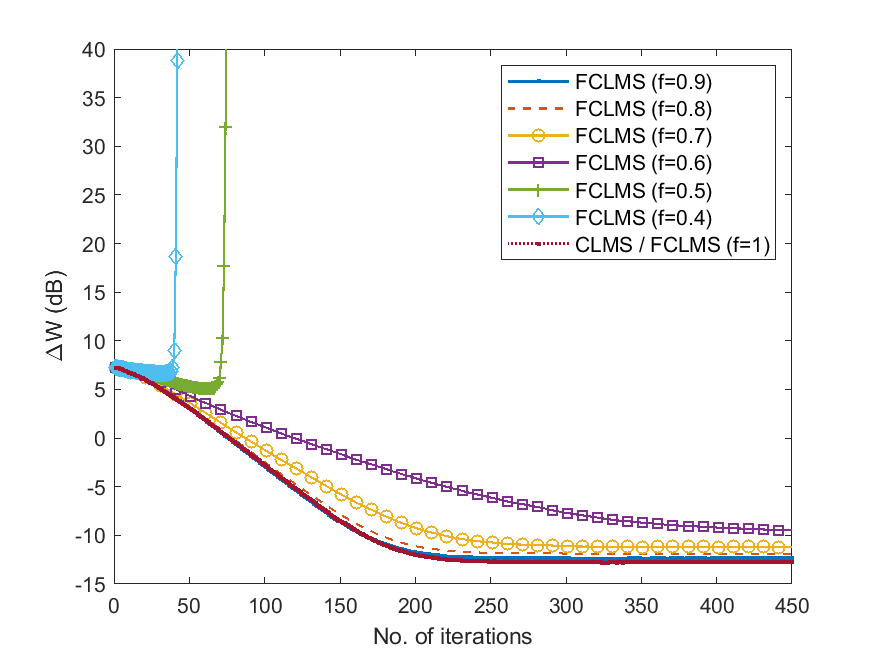 40
35
30
25
20
15
10
5
0
-5
-10
-15
ΔW (dB)
0 50 100 150 200 250 300 350 400 450
No. of iterations
FCLMS (f=0.9)
FCLMS (f=0.8)
FCLMS (f=0.7)
FCLMS (f=0.6)
FCLMS (f=0.5)
FCLMS (f=0.4)
CLMS / FCLMS (f=1)